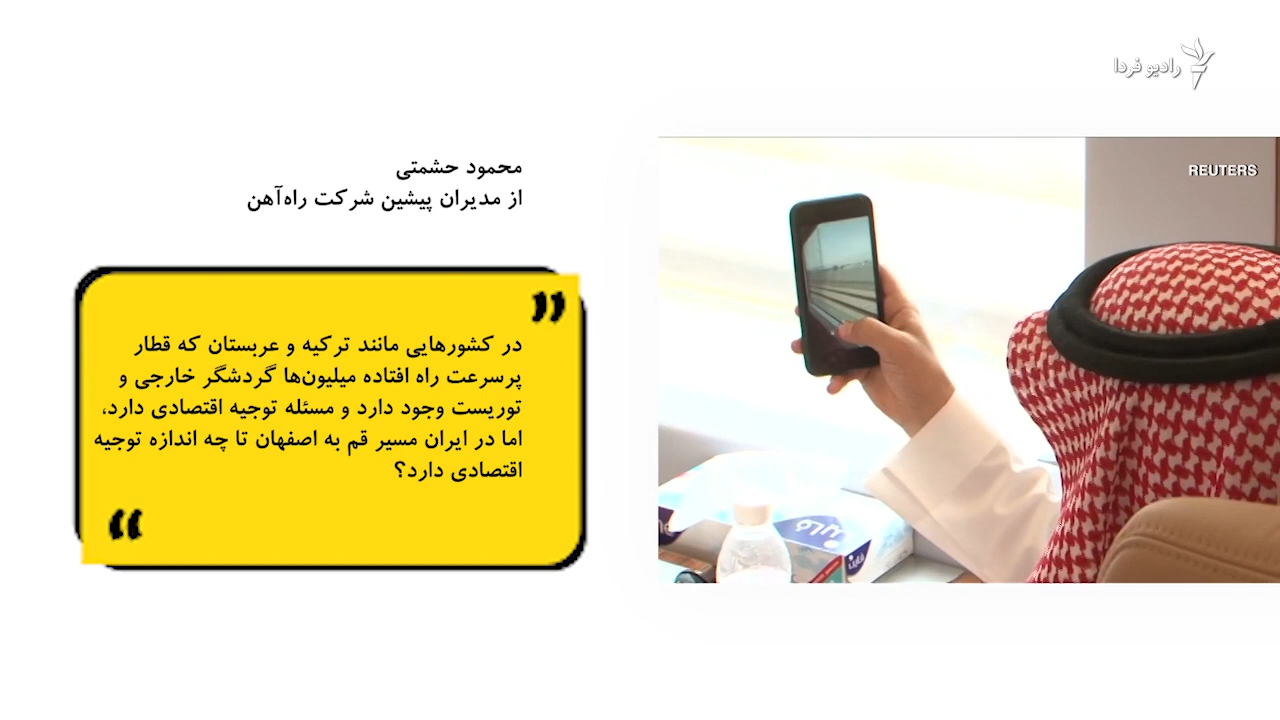 رادیو فردا
REUTERS
محمود حشمتی
از مدیران پیشین شرکت راه‌آهن
در کشورهایی مانند ترکیه و عربستان که قطار
پرسرعت راه افتاده میلیون‌ها گردشگر خارجی و
توریست وجود دارد و مسئله توجیه اقتصادی دارد،
اما در ایران مسیر قم به اصفهان تا چه اندازه توجیه
اقتصادی دارد؟